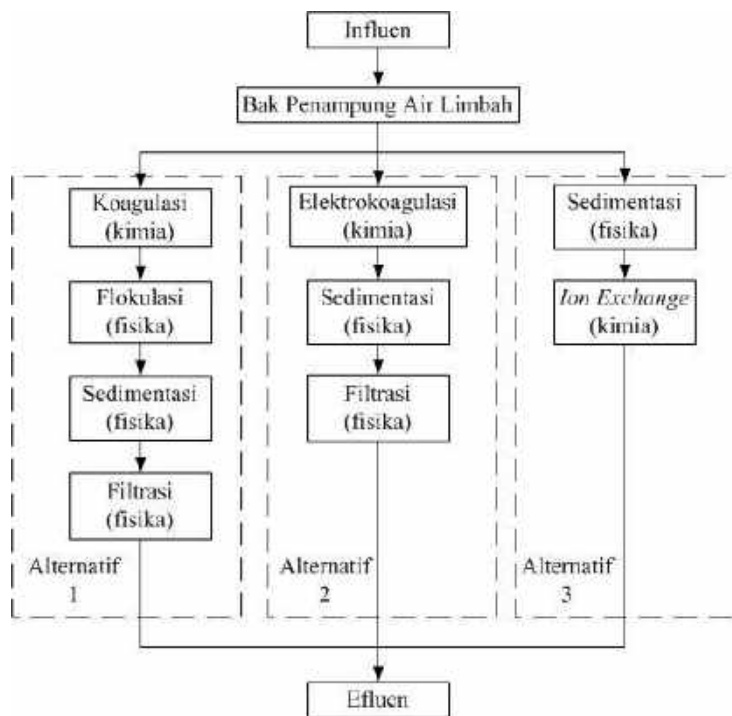 Influen
Bak Penampung Air Limbah
Koagulasi
(kimia)
Flokulasi
(fisika)
Sedimentasi
(fisika)
Filtrasi
(fisika)
Alternatif
1
Elektrokoagulasi
(kimia)
Sedimentasi
(fisika)
Filtrasi
(fisika)
Alternatif
2
Sedimentasi
(fisika)
Ion Exchange
(kimia)
Alternatif
3
Efluen